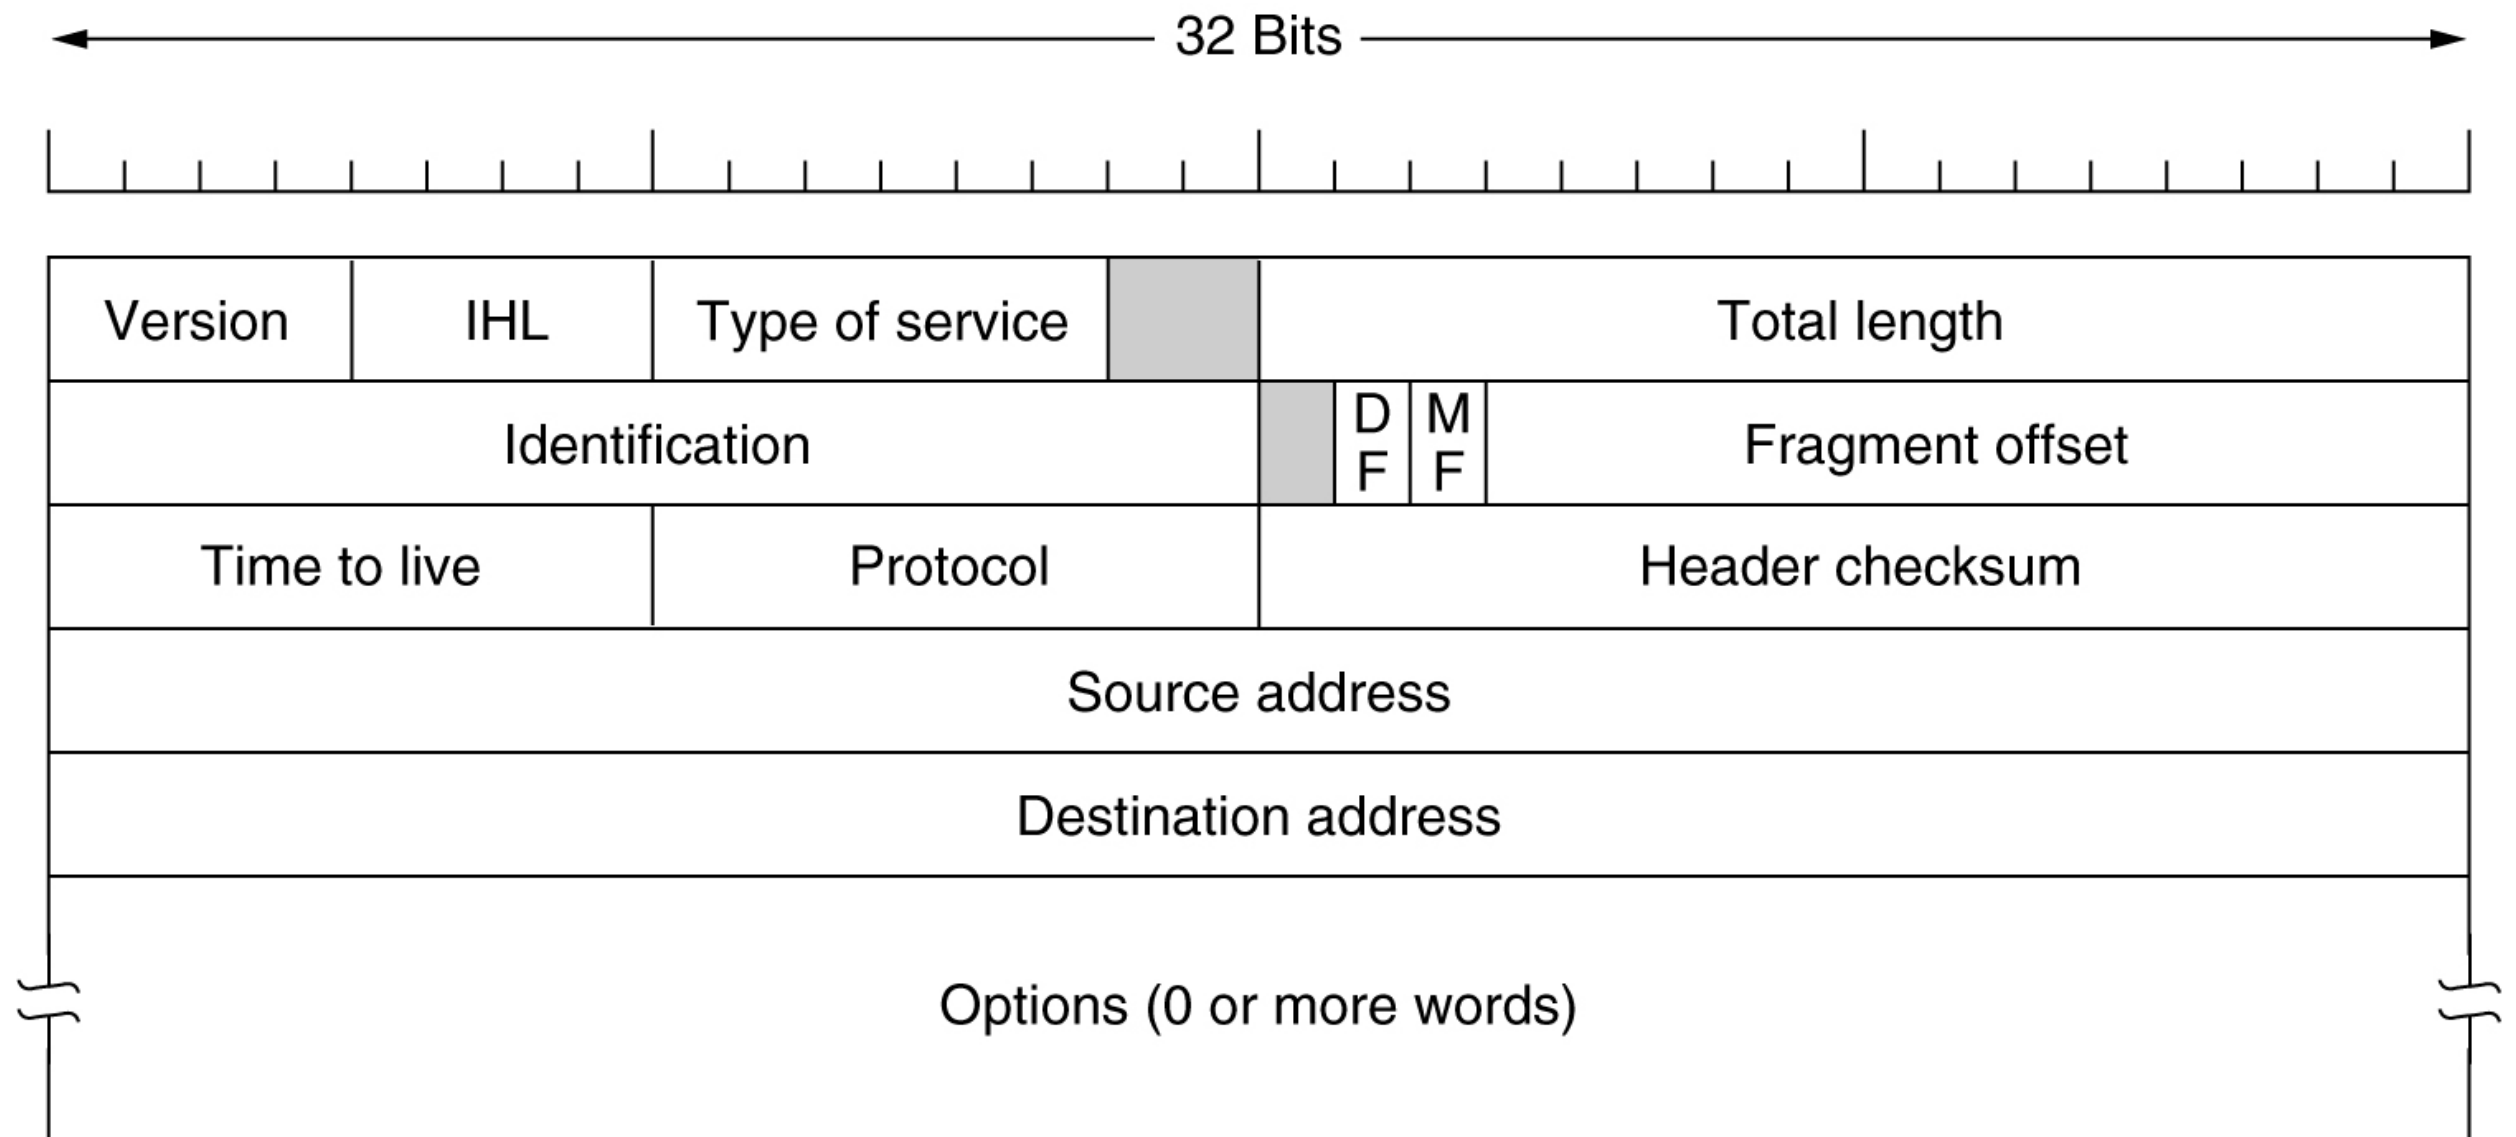 32 Bits
Version IHL Type of service Total length
Identification D F M F Fragment offset
Time to live Protocol Header checksum
Source address
Destination address
Options (0 or more words)